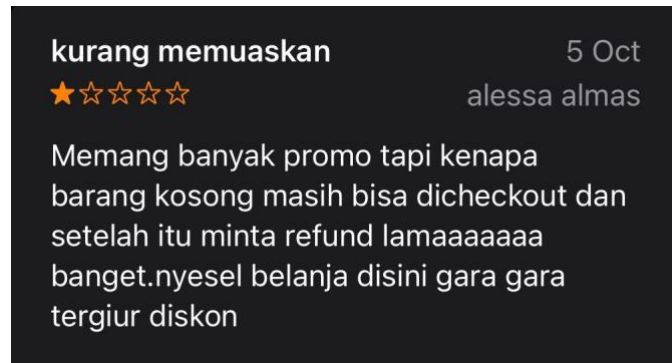 kurang memuaskan 5 Oct
★☆☆☆☆ alessa almas
Memang banyak promo tapi kenapa
barang kosong masih bisa dicheckout dan
setelah itu minta refund lamaaaaaaa
banget.nyesel belanja disini gara gara
tergiur diskon